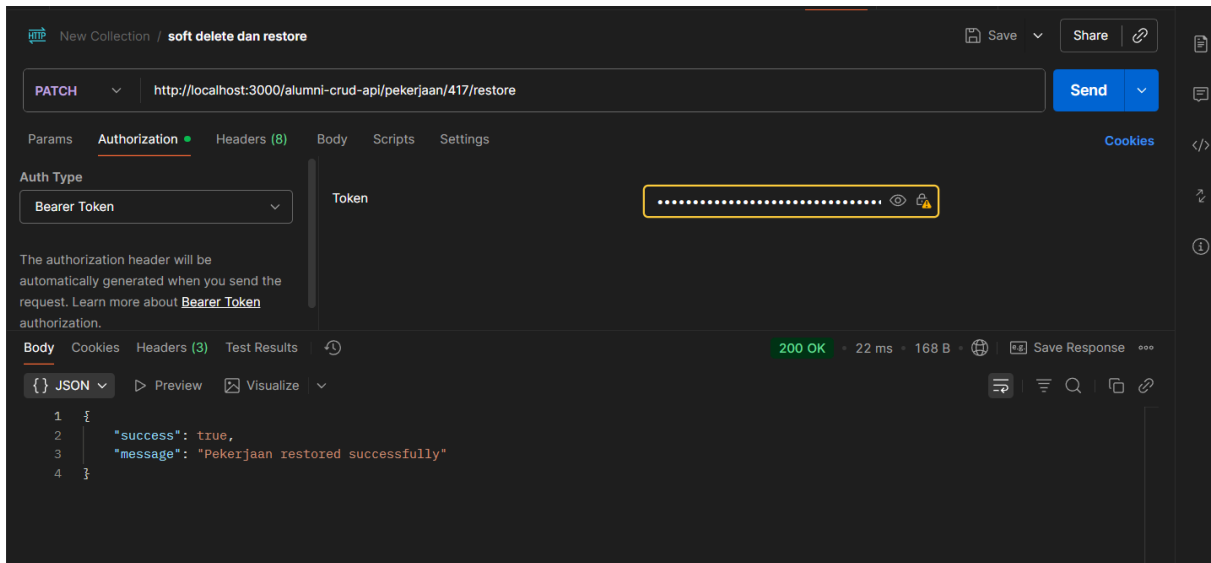 HTTP New Collection / soft delete dan restore Save Share
PATCH http://localhost:3000/alumni-crud-api/pekerjaan/417/restore Send
Params Authorization Headers (8) Body Scripts Settings Cookies
Auth Type
Bearer Token
Token
The authorization header will be
automatically generated when you send the
request. Learn more about Bearer Token
authorization.
Body Cookies Headers (3) Test Results 200 OK 22 ms 168 B e.g. Save Response
{} JSON Preview Visualize
1 {
2 "success": true,
3 "message": "Pekerjaan restored successfully"
4 }